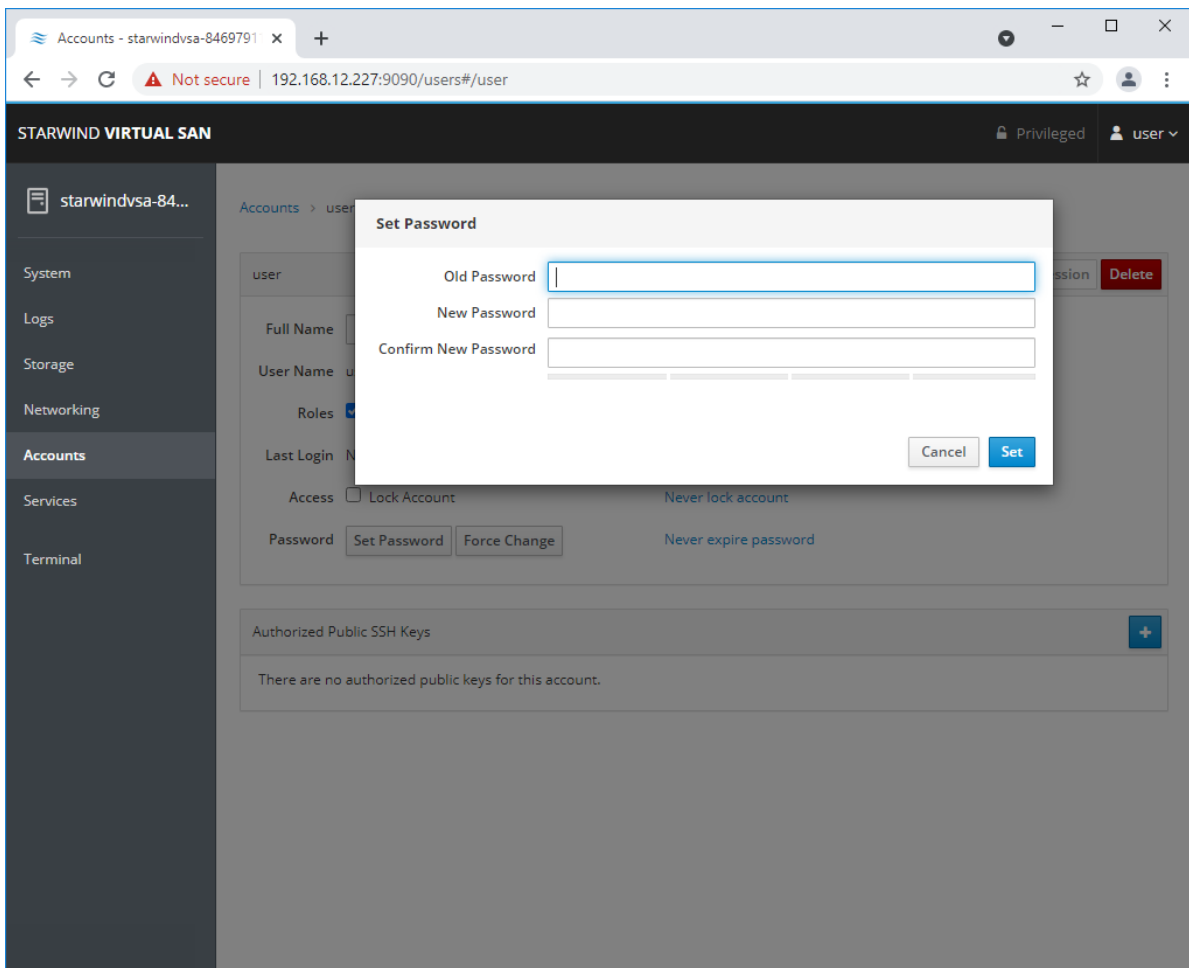 Accounts - starwindvsa-8469791
Not secure | 192.168.12.227:9090/users#/user
STARWIND VIRTUAL SAN
Privileged
user
starwindvsa-84...
System
Logs
Storage
Networking
Accounts
Services
Terminal
Accounts > user
Set Password
Old Password
New Password
Confirm New Password
Cancel
Set
user
ssion
Delete
Full Name
User Name u
Roles
Last Login N
Access Lock Account Never lock account
Password Set Password Force Change Never expire password
Authorized Public SSH Keys
There are no authorized public keys for this account.